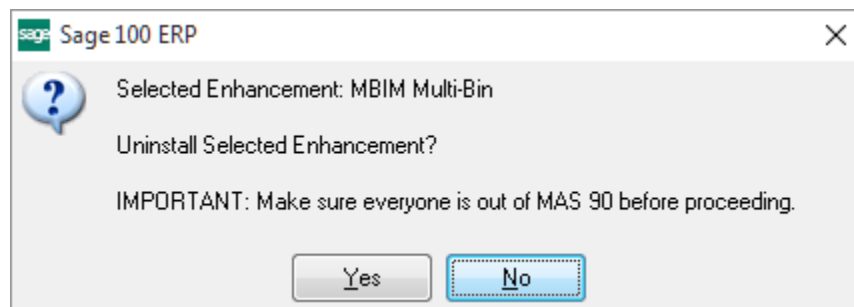 sage Sage 100 ERP
Selected Enhancement: MBIM Multi-Bin
Uninstall Selected Enhancement?
IMPORTANT: Make sure everyone is out of MAS 90 before proceeding.
Yes No